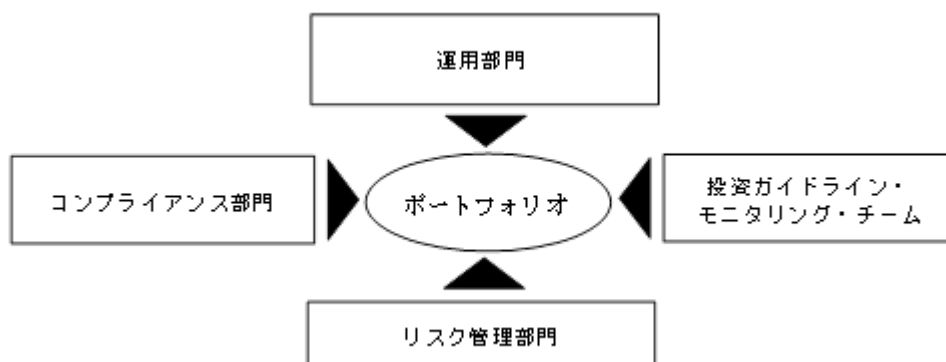 運用部門
コンプライアンス部門
ポートフォリオ
投資ガイドライン・
モニタリング・チーム
リスク管理部門